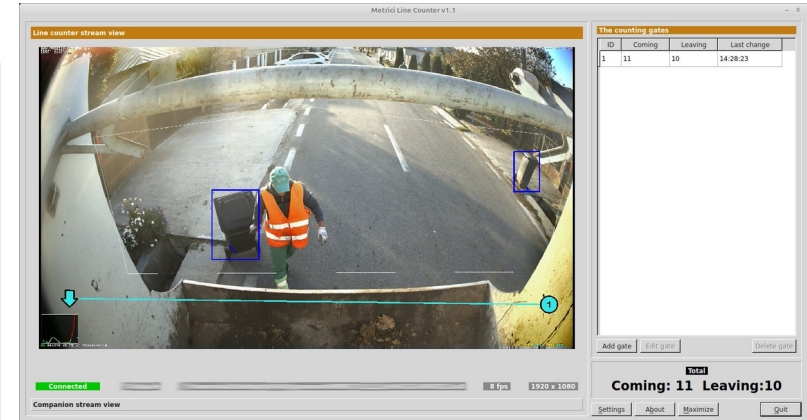 Metrici Line Counter v1.1
Line counter stream view
The counting gates
ID Coming Leaving Last change
1 11 10 14:28:23
1
Add gate Edit gate Delete gate
Total
Coming: 11 Leaving:10
Connected 8 fps 1920 x 1080
Companion stream view
Settings About Maximize Quit